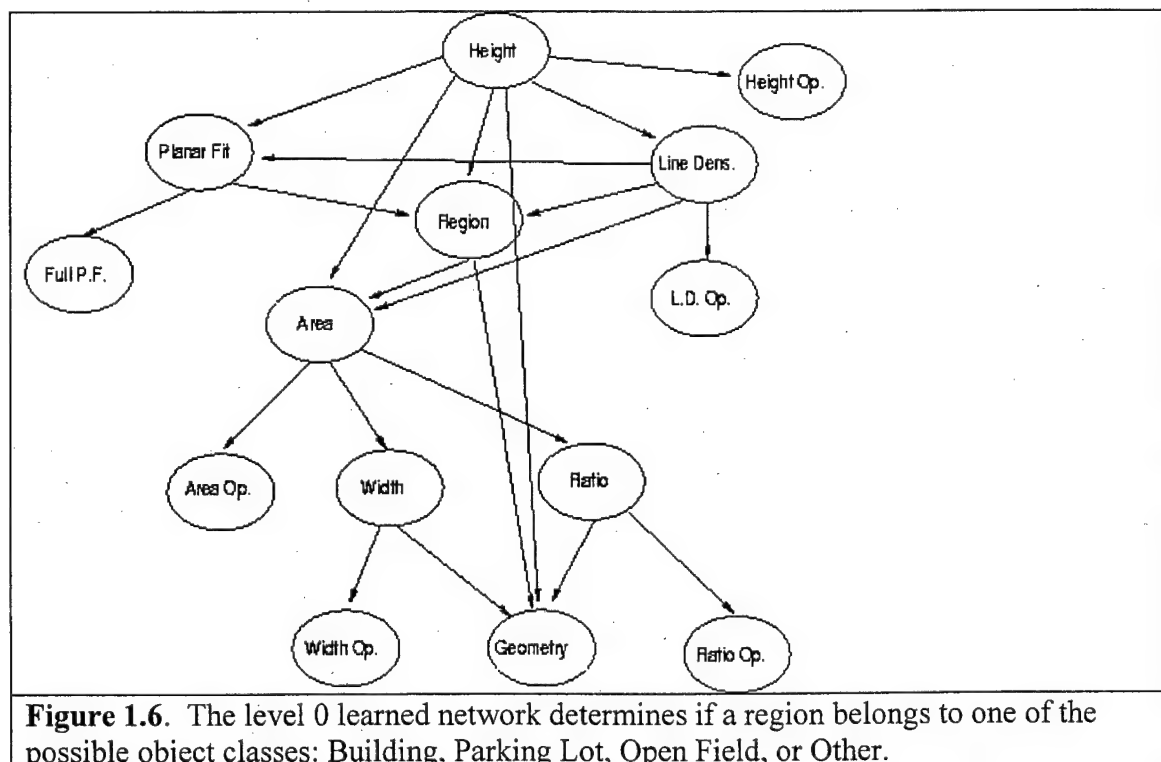 Height
Height Op.
Planar Fit
Line Dens.
Region
Full P.F.
L.D. Op.
Area
Area Op.
Width
Ratio
Width Op.
Geometry
Ratio Op.
Figure 1.6. The level 0 learned network determines if a region belongs to one of the
possible object classes: Building, Parking Lot, Open Field, or Other.